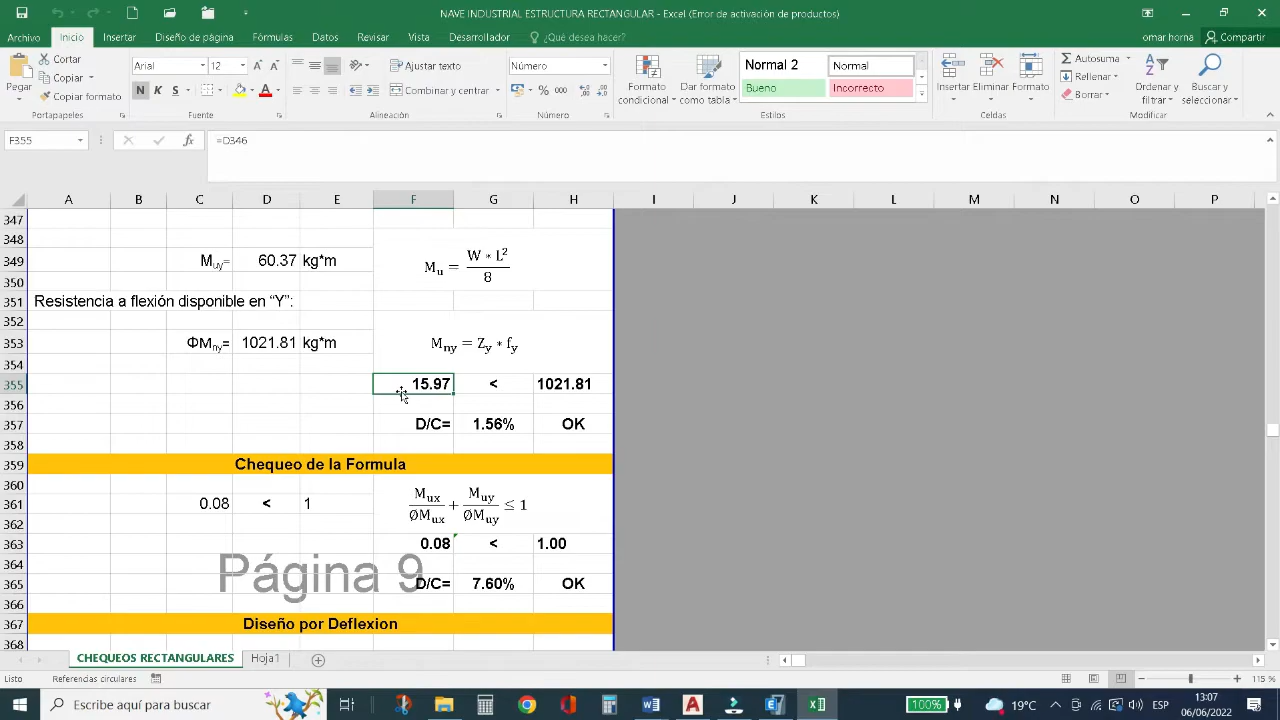 NAVE INDUSTRIAL ESTRUCTURA RECTANGULAR - Excel (Error de activación de productos)
Archivo Inicio Insertar Diseño de página Fórmulas Datos Revisar Vista Desarrollador ¿Qué desea hacer? omar horna Compartir
Pegar
Cortar
Copiar
Copiar formato
Portapapeles
Arial 12
N K S
Fuente
Ajustar texto
Combinar y centrar
Alineación
Número
% 000
Número
Formato condicional
Dar formato como tabla
Normal 2 Normal
Bueno Incorrecto
Estilos
Insertar Eliminar Formato
Celdas
Autosuma
Rellenar
Borrar
Ordenar y filtrar
Buscar y seleccionar
Modificar
F355 fx =D346
A B C D E F G H I J K L M N O P
347
348
349 Muy= 60.37 kg*m Mu = W * L² / 8
350
351 Resistencia a flexión disponible en “Y”:
352
353 ΦMny= 1021.81 kg*m Mny = Zy * fy
354
355 15.97 < 1021.81
356
357 D/C= 1.56% OK
358
359 Chequeo de la Formula
360
361 0.08 < 1 Mux/ØMux + Muy/ØMuy ≤ 1
362
363 0.08 < 1.00
364
Página 9
365 D/C= 7.60% OK
366
367 Diseño por Deflexion
368
CHEQUEOS RECTANGULARES Hoja1
Listo Referencias circulares 115 %
Escribe aquí para buscar 100% 19°C ESP 13:07
06/06/2022